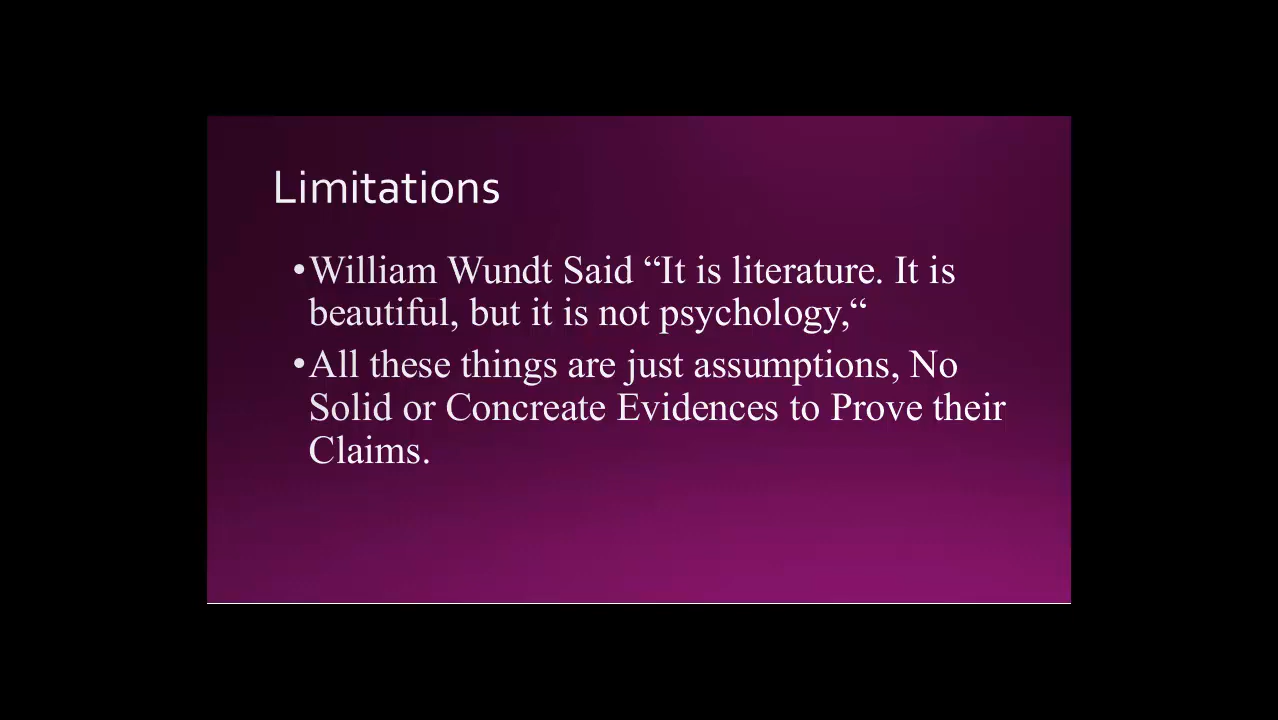 Limitations
•William Wundt Said “It is literature. It is
beautiful, but it is not psychology,“
•All these things are just assumptions, No
Solid or Concreate Evidences to Prove their
Claims.